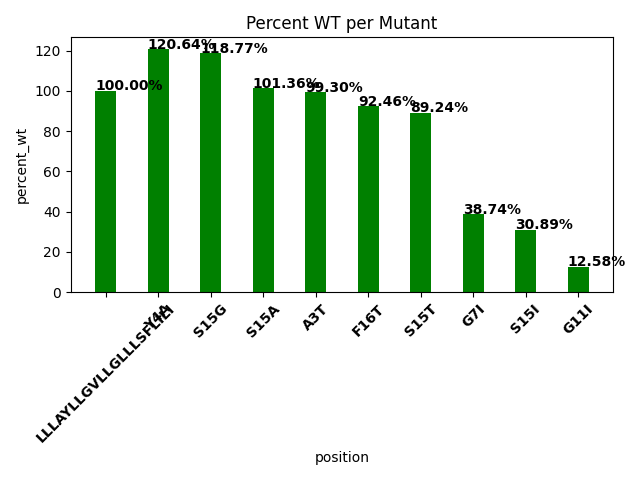 Percent WT per Mutant
percent_wt
120
100
80
60
40
20
0
100.00%
120.64%
118.77%
101.36%
99.30%
92.46%
89.24%
38.74%
30.89%
12.58%
LLLAYLLGVLLGLLLSFLILI
Y4A
S15G
S15A
A3T
F16T
S15T
G7I
S15I
G11I
position